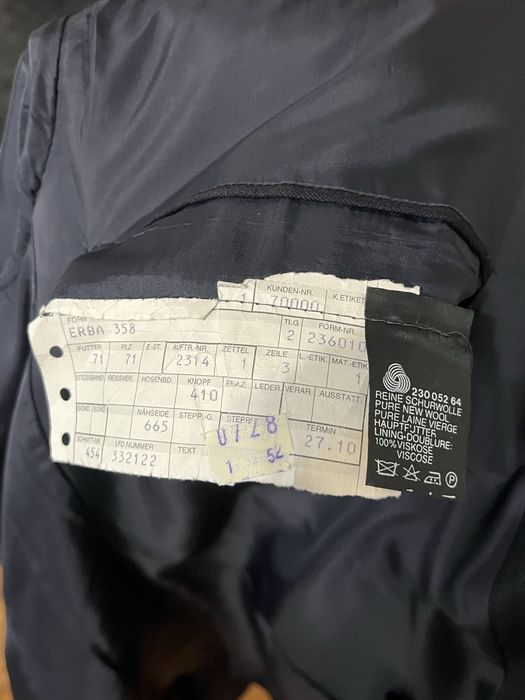 KUNDEN-NR. K.ETIKET
1 70000
FORM TLG FORM-NR.
ERBA 358 2 236010
FUTTER FLZ E-ST. AUFTR-NR. ZETTEL ZEILE L.-ETIK. MAT.-ETIK
71 71 2314 1 3 1
STOSSBAND REISSVER. HOSENBD. KNOPF PLAZ. LEDER VERAR. AUSSTATT.
410
NÄHSEIDE STEPP.-G. TERMIN
665 27.10
0778
1 52
SCHNITT-NR. LFD.NUMMER TEXT
454 332122
230 052 64
REINE SCHURWOLLE
PURE NEW WOOL
PURE LAINE VIERGE
HAUPTFUTTER:
LINING-DOUBLURE:
100%VISKOSE
VISCOSE
P